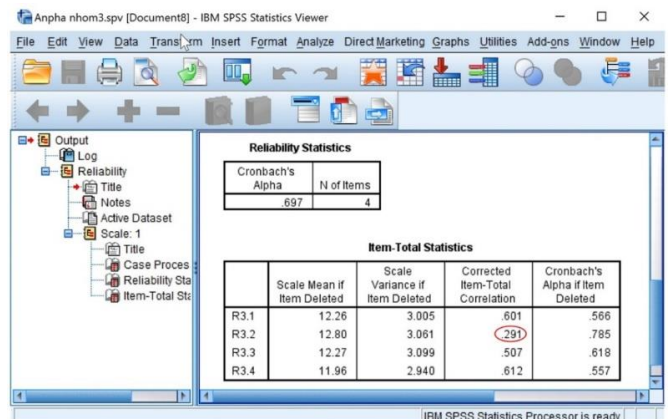 Anpha nhom3.spv [Document8] - IBM SPSS Statistics Viewer
File Edit View Data Transform Insert Format Analyze Direct Marketing Graphs Utilities Add-ons Window Help
Output
Log
Reliability
Title
Notes
Active Dataset
Scale: 1
Title
Case Proces
Reliability Sta
Item-Total Sta
Reliability Statistics
Cronbach's Alpha N of Items
.697 4
Item-Total Statistics
Scale Mean if Item Deleted Scale Variance if Item Deleted Corrected Item-Total Correlation Cronbach's Alpha if Item Deleted
R3.1 12.26 3.005 .601 .566
R3.2 12.80 3.061 .291 .785
R3.3 12.27 3.099 .507 .618
R3.4 11.96 2.940 .612 .557
IBM SPSS Statistics Processor is ready